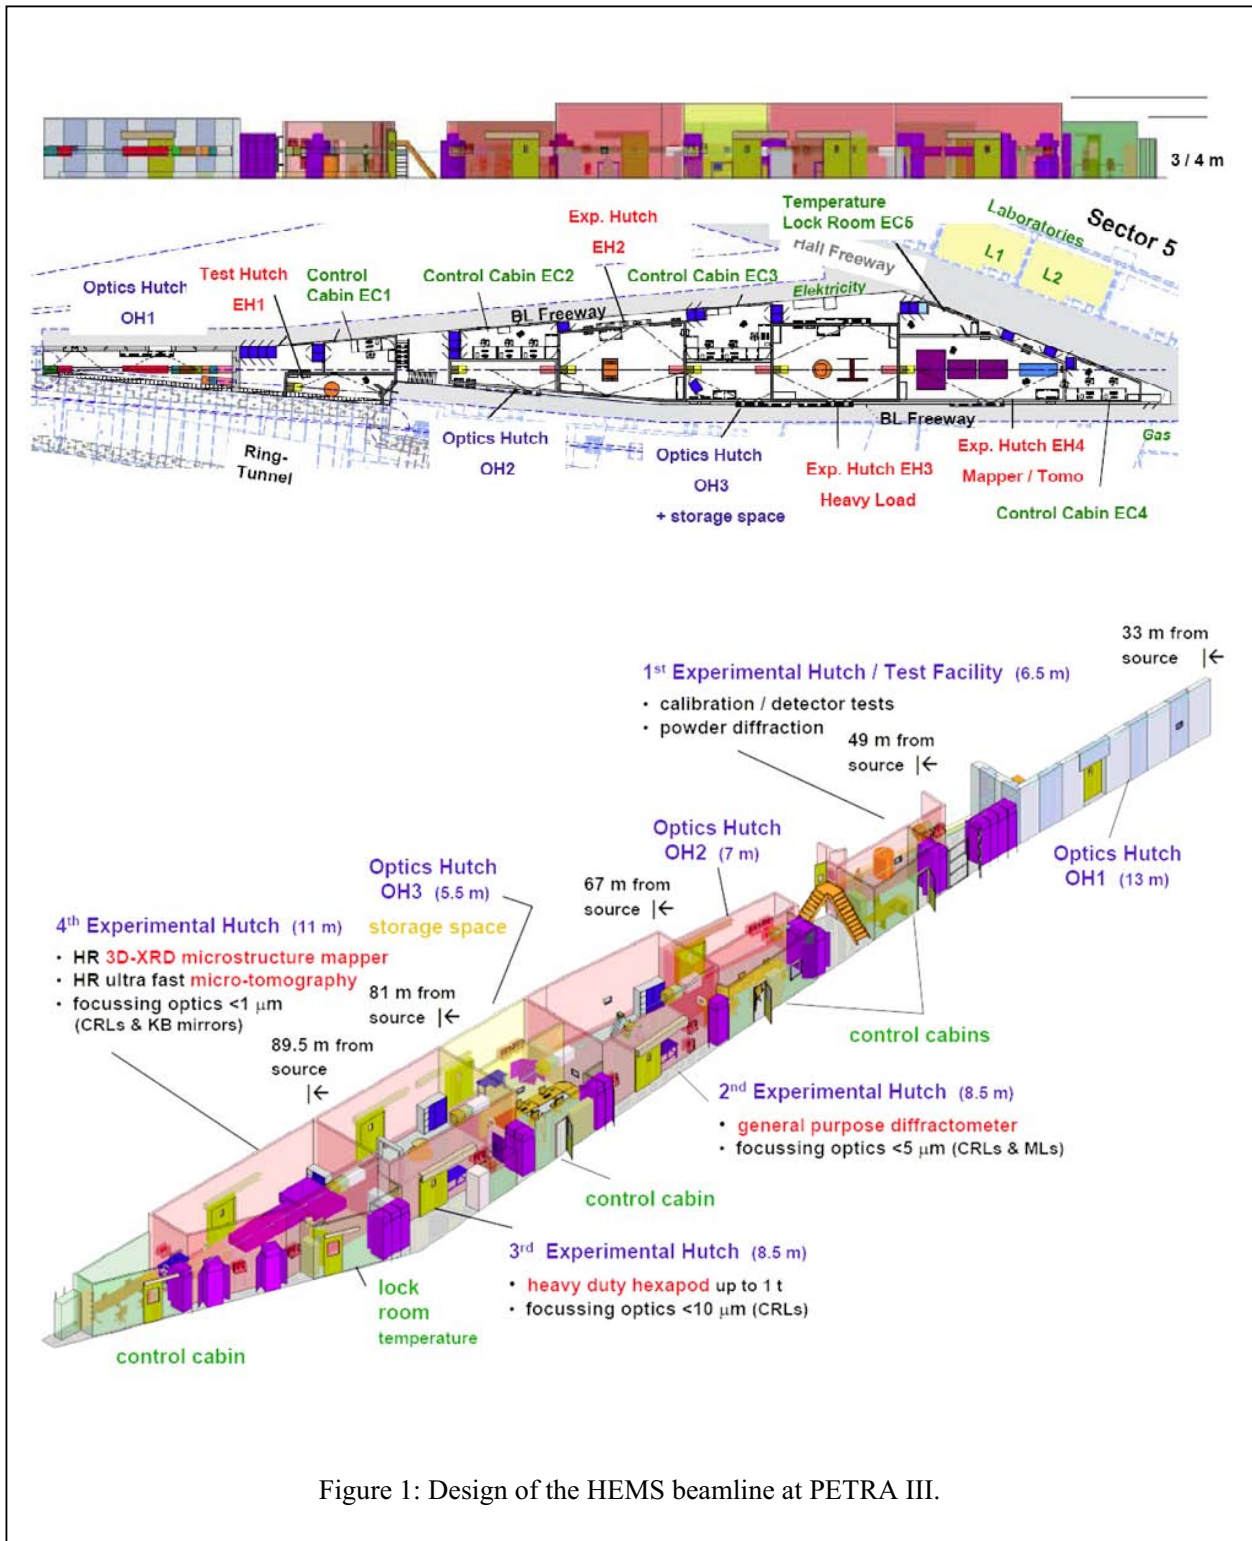 3 / 4 m
Temperature
Lock Room EC5
Laboratories
Sector 5
Exp. Hutch
EH2
Hall Freeway
L1
L2
Optics Hutch
OH1
Test Hutch
EH1
Control
Cabin EC1
Control Cabin EC2
Control Cabin EC3
Elektricity
BL Freeway
BL Freeway
Ring-
Tunnel
Optics Hutch
OH2
Optics Hutch
OH3
+ storage space
Exp. Hutch EH3
Heavy Load
Exp. Hutch EH4
Mapper / Tomo
Gas
Control Cabin EC4
33 m from
source |←
1st Experimental Hutch / Test Facility (6.5 m)
• calibration / detector tests
• powder diffraction
49 m from
source |←
Optics Hutch
OH2 (7 m)
Optics Hutch
OH1 (13 m)
Optics Hutch
OH3 (5.5 m)
storage space
67 m from
source |←
4th Experimental Hutch (11 m)
• HR 3D-XRD microstructure mapper
• HR ultra fast micro-tomography
• focussing optics <1 μm
(CRLs & KB mirrors)
81 m from
source |←
89.5 m from
source
|←
control cabins
2nd Experimental Hutch (8.5 m)
• general purpose diffractometer
• focussing optics <5 μm (CRLs & MLs)
control cabin
3rd Experimental Hutch (8.5 m)
• heavy duty hexapod up to 1 t
• focussing optics <10 μm (CRLs)
lock
room
temperature
control cabin
Figure 1: Design of the HEMS beamline at PETRA III.